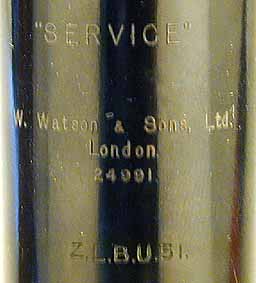 "SERVICE"
W. Watson & Sons, Ltd.
London.
24991.
Z.L.B.U.51.